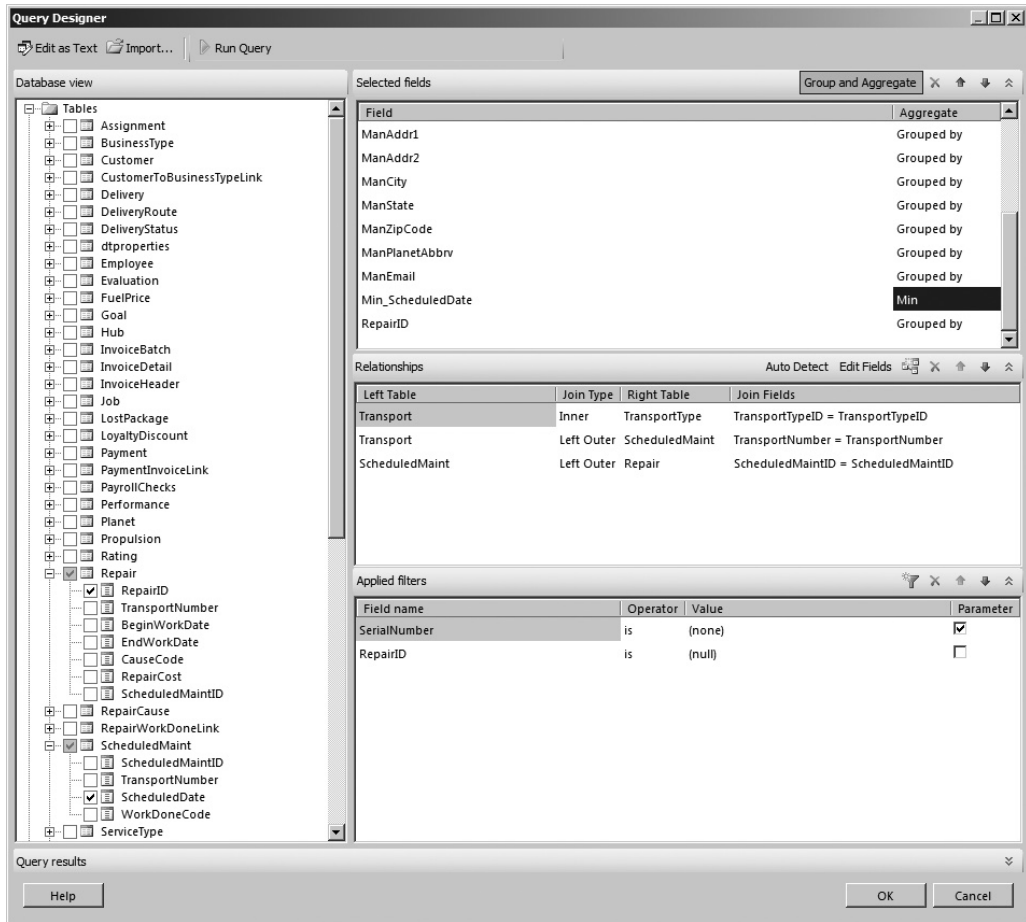 Query Designer
Edit as Text Import... Run Query
Database view
Tables
Assignment
BusinessType
Customer
CustomerToBusinessTypeLink
Delivery
DeliveryRoute
DeliveryStatus
dtproperties
Employee
Evaluation
FuelPrice
Goal
Hub
InvoiceBatch
InvoiceDetail
InvoiceHeader
Job
LostPackage
LoyaltyDiscount
Payment
PaymentInvoiceLink
PayrollChecks
Performance
Planet
Propulsion
Rating
Repair
RepairID
TransportNumber
BeginWorkDate
EndWorkDate
CauseCode
RepairCost
ScheduledMaintID
RepairCause
RepairWorkDoneLink
ScheduledMaint
ScheduledMaintID
TransportNumber
ScheduledDate
WorkDoneCode
ServiceType
Selected fields Group and Aggregate
Field Aggregate
ManAddr1 Grouped by
ManAddr2 Grouped by
ManCity Grouped by
ManState Grouped by
ManZipCode Grouped by
ManPlanetAbbrv Grouped by
ManEmail Grouped by
Min_ScheduledDate Min
RepairID Grouped by
Relationships Auto Detect Edit Fields
Left Table Join Type Right Table Join Fields
Transport Inner TransportType TransportTypeID = TransportTypeID
Transport Left Outer ScheduledMaint TransportNumber = TransportNumber
ScheduledMaint Left Outer Repair ScheduledMaintID = ScheduledMaintID
Applied filters
Field name Operator Value Parameter
SerialNumber is (none)
RepairID is (null)
Query results
Help OK Cancel